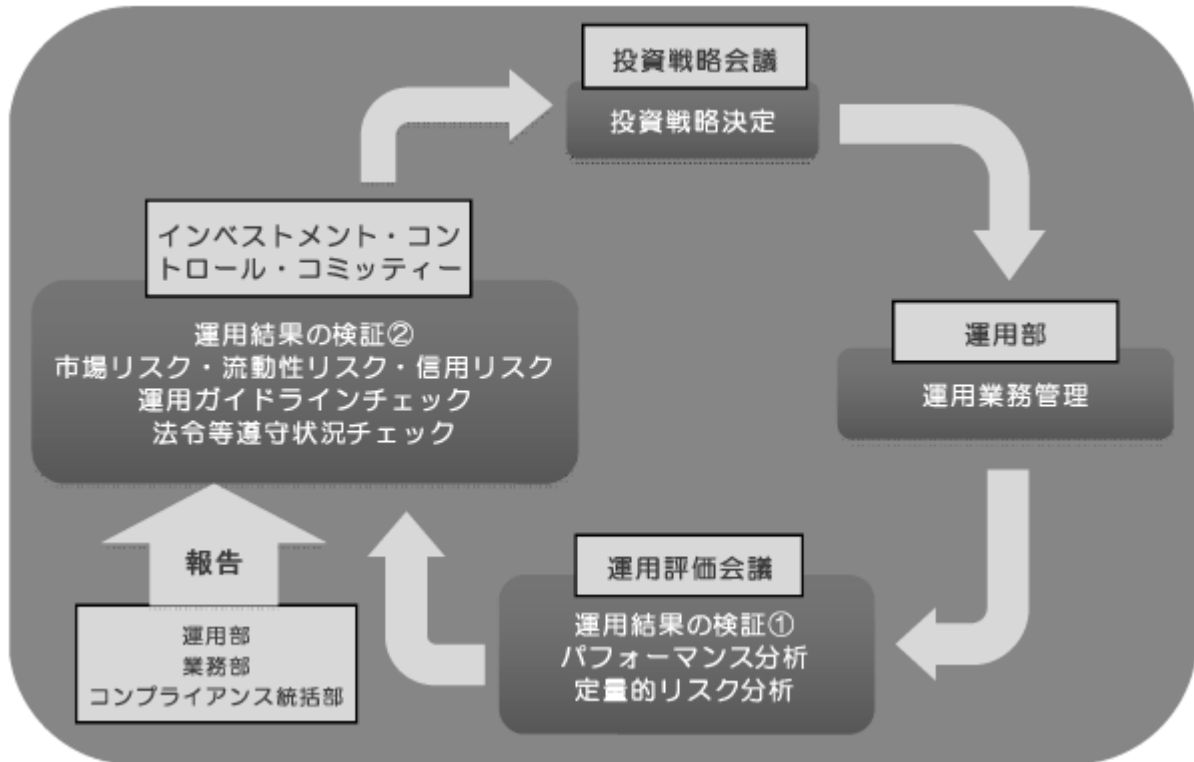 投資戦略会議
投資戦略決定
インベストメント・コン
トロール・コミッティー
運用結果の検証②
市場リスク・流動性リスク・信用リスク
運用ガイドラインチェック
法令等遵守状況チェック
運用部
運用業務管理
運用評価会議
運用結果の検証①
パフォーマンス分析
定量的リスク分析
報告
運用部
業務部
コンプライアンス統括部